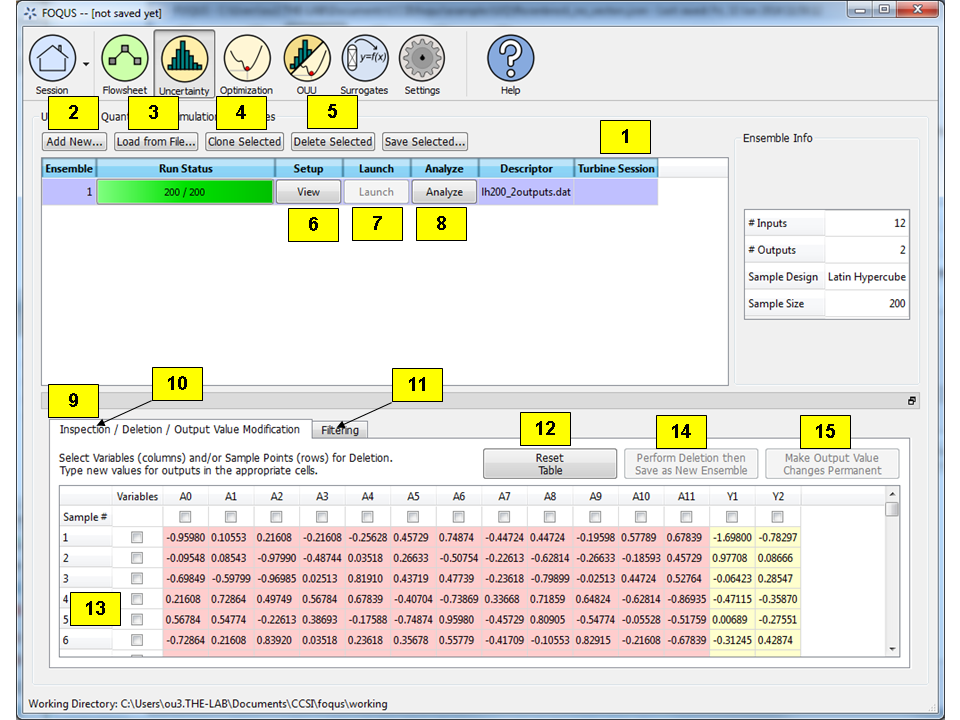 FOQUS -- [not saved yet]
Session Flowsheet Uncertainty Optimization OUU Surrogates Settings Help
2 3 4 5 1
Add New... Load from File... Clone Selected Delete Selected Save Selected...
Ensemble Info
Ensemble Run Status Setup Launch Analyze Descriptor Turbine Session
1 200 / 200 View Launch Analyze lh200_2outputs.dat
6 7 8
# Inputs 12
# Outputs 2
Sample Design Latin Hypercube
Sample Size 200
9 10 11
Inspection / Deletion / Output Value Modification Filtering
12 14 15
Select Variables (columns) and/or Sample Points (rows) for Deletion.
Type new values for outputs in the appropriate cells.
Reset Table
Perform Deletion then Save as New Ensemble
Make Output Value Changes Permanent
Variables A0 A1 A2 A3 A4 A5 A6 A7 A8 A9 A10 A11 Y1 Y2
Sample #
1 -0.95980 0.10553 0.21608 -0.21608 -0.25628 0.45729 0.74874 -0.44724 0.44724 -0.19598 0.57789 0.67839 -1.69800 -0.78297
2 -0.09548 0.08543 -0.97990 -0.48744 0.03518 0.26633 -0.50754 -0.22613 -0.62814 -0.26633 -0.18593 0.45729 0.97708 0.08666
3 -0.69849 -0.59799 -0.96985 0.02513 0.81910 0.43719 0.47739 -0.23618 -0.79899 -0.02513 0.44724 0.52764 -0.06423 0.28547
4 0.21608 0.72864 0.49749 0.56784 0.67839 -0.40704 -0.73869 0.33668 0.71859 0.64824 -0.62814 -0.86935 -0.47115 -0.35870
13
5 0.56784 0.54774 -0.22613 0.38693 -0.17588 -0.74874 0.95980 -0.45729 0.80905 -0.54774 -0.05528 -0.51759 0.00689 -0.27551
6 -0.72864 0.21608 0.83920 0.03518 0.23618 0.35678 0.55779 -0.41709 -0.10553 0.82915 -0.21608 -0.67839 -0.31245 0.42874
Working Directory: C:\Users\ou3.THE-LAB\Documents\CCSI\foqus\working